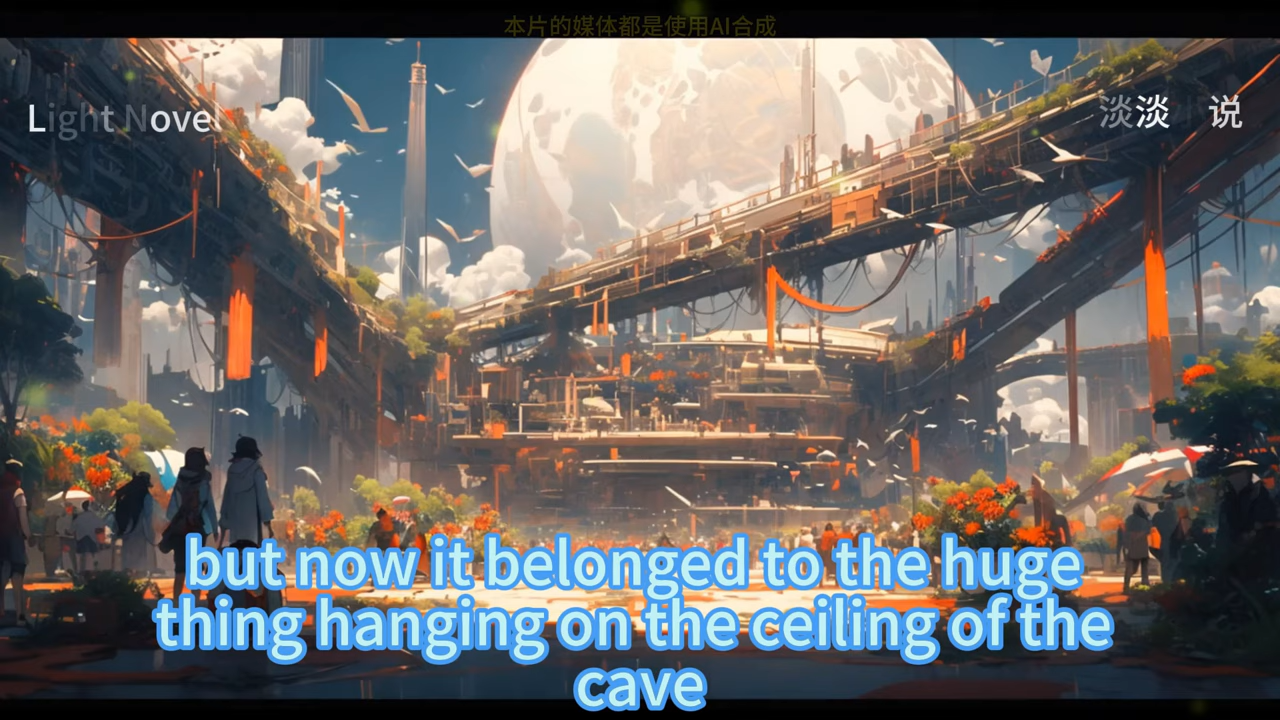 本片的媒体都是使用AI合成
Light Novel
淡淡 说
but now it belonged to the huge
thing hanging on the ceiling of the
cave